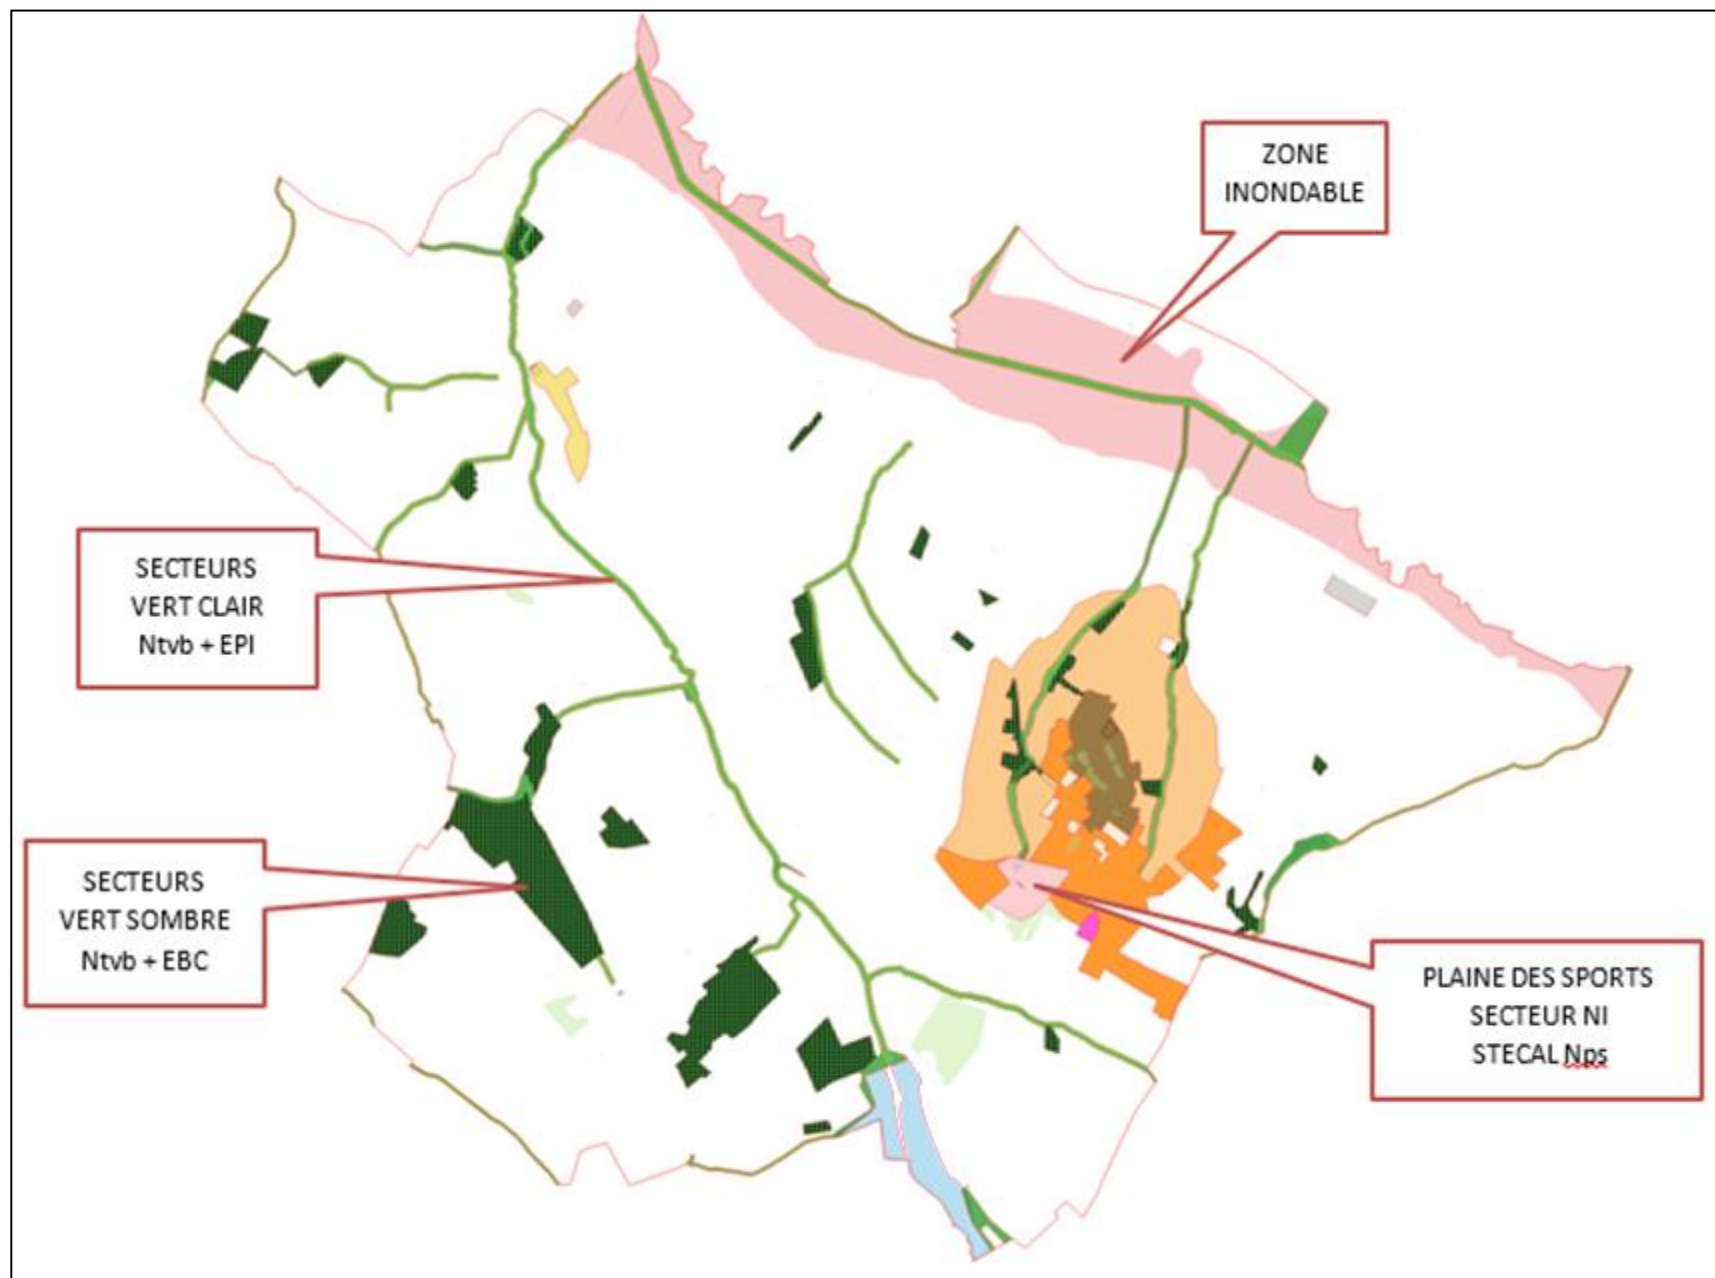 ZONE
INONDABLE
SECTEURS
VERT CLAIR
Ntvb + EPI
SECTEURS
VERT SOMBRE
Ntvb + EBC
PLAINE DES SPORTS
SECTEUR NI
STECAL Nps